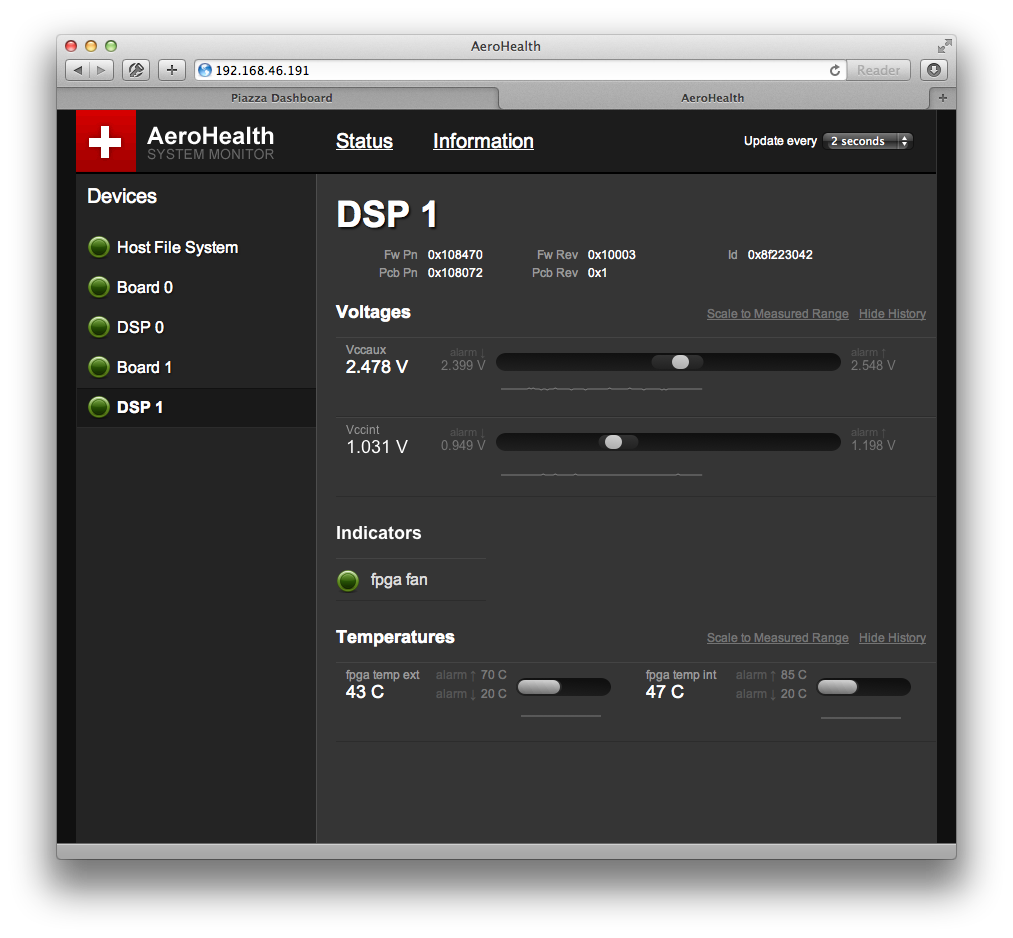 AeroHealth
192.168.46.191
Reader
Piazza Dashboard
AeroHealth
AeroHealth
SYSTEM MONITOR
Status
Information
Update every
2 seconds
Devices
Host File System
Board 0
DSP 0
Board 1
DSP 1
DSP 1
Fw Pn 0x108470 Fw Rev 0x10003 Id 0x8f223042
Pcb Pn 0x108072 Pcb Rev 0x1
Voltages
Scale to Measured Range
Hide History
Vccaux
2.478 V
alarm ↓
2.399 V
alarm ↑
2.548 V
Vccint
1.031 V
alarm ↓
0.949 V
alarm ↑
1.198 V
Indicators
fpga fan
Temperatures
Scale to Measured Range
Hide History
fpga temp ext
43 C
alarm ↑ 70 C
alarm ↓ 20 C
fpga temp int
47 C
alarm ↑ 85 C
alarm ↓ 20 C